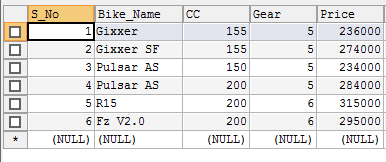 S_No Bike_Name CC Gear Price
1 Gixxer 155 5 236000
2 Gixxer SF 155 5 274000
3 Pulsar AS 150 5 234000
4 Pulsar AS 200 5 284000
5 R15 200 6 315000
6 Fz V2.0 200 6 295000
* (NULL) (NULL) (NULL) (NULL) (NULL)